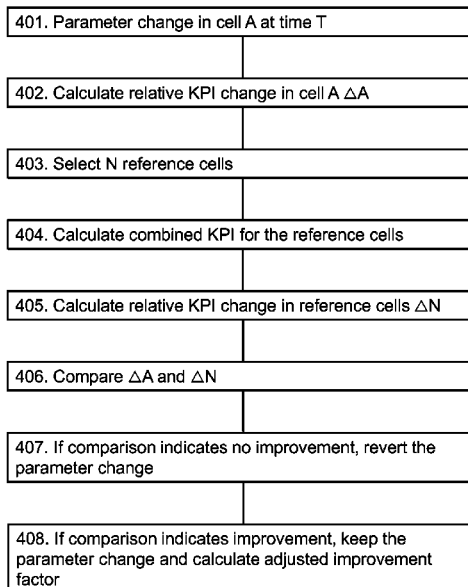 401. Parameter change in cell A at time T
402. Calculate relative KPI change in cell A △A
403. Select N reference cells
404. Calculate combined KPI for the reference cells
405. Calculate relative KPI change in reference cells △N
406. Compare △A and △N
407. If comparison indicates no improvement, revert the
parameter change
408. If comparison indicates improvement, keep the
parameter change and calculate adjusted improvement
factor